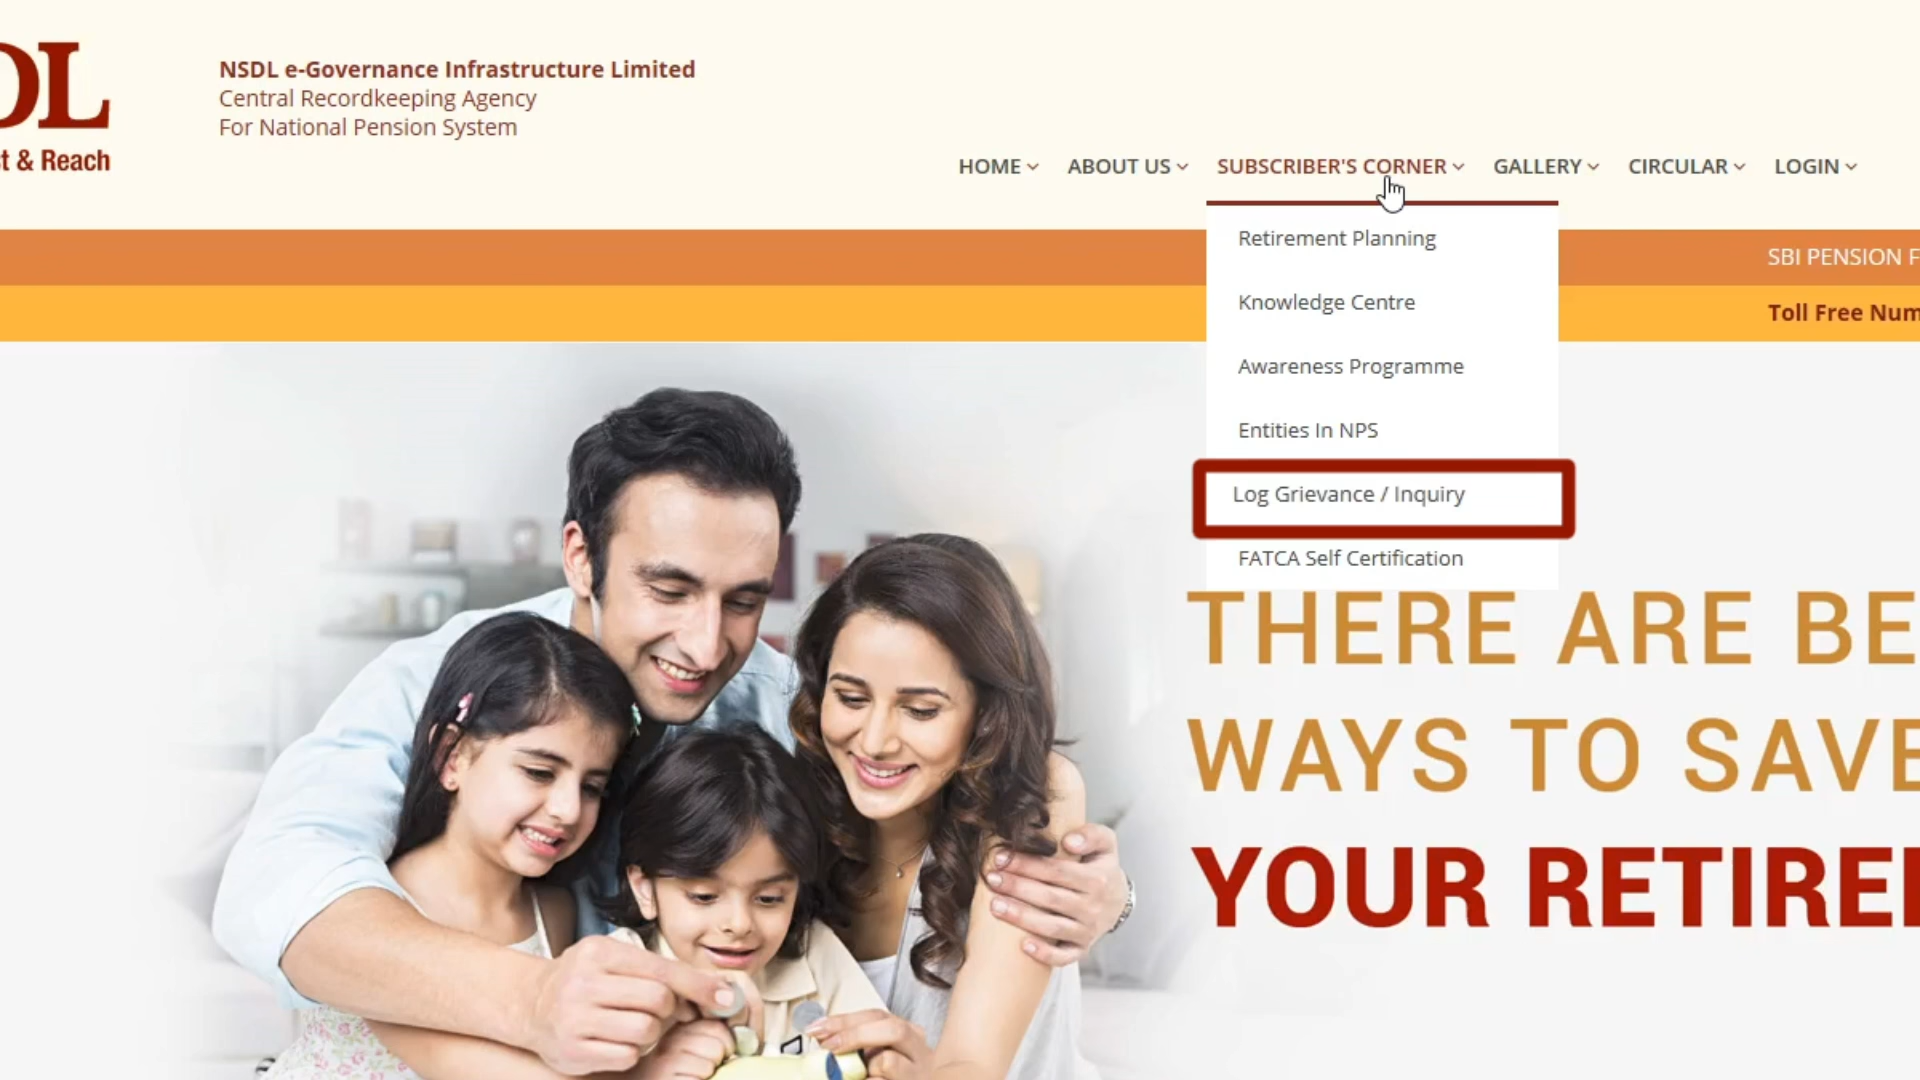 DL
t & Reach
NSDL e-Governance Infrastructure Limited
Central Recordkeeping Agency
For National Pension System
HOME ABOUT US SUBSCRIBER'S CORNER GALLERY CIRCULAR LOGIN
Retirement Planning
Knowledge Centre
Awareness Programme
Entities In NPS
Log Grievance / Inquiry
FATCA Self Certification
SBI PENSION F
Toll Free Num
THERE ARE BE
WAYS TO SAVE
YOUR RETIRE